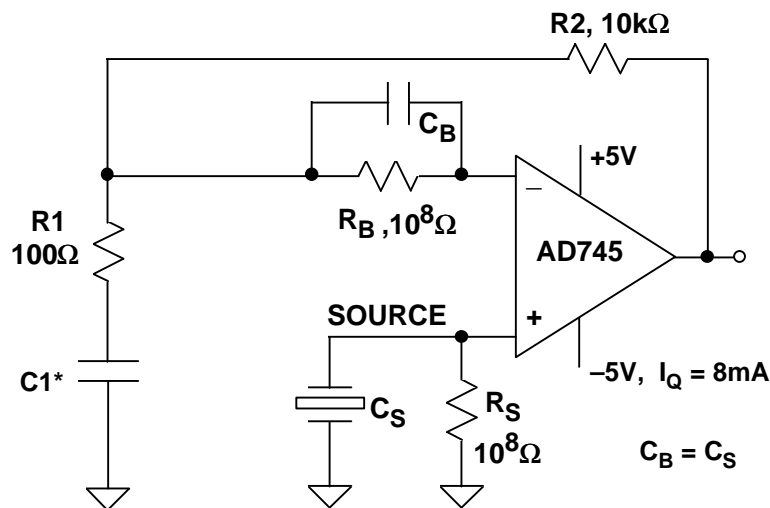 R2, 10kΩ
C_B
+5V
R1
100Ω
R_B ,10^8Ω
–
AD745
SOURCE
+
–5V, I_Q = 8mA
C1*
C_S
R_S
10^8Ω
C_B = C_S